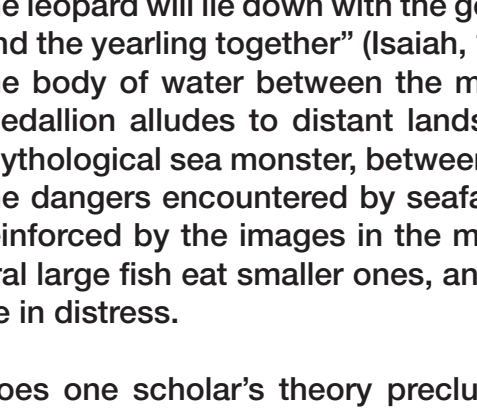 e leopard will lie down with the g
nd the yearling together” (Isaiah,
e body of water between the m
edallion alludes to distant lands
ythological sea monster, between
e dangers encountered by seafa
einforced by the images in the m
ral large fish eat smaller ones, an
e in distress.
oes one scholar’s theory preclu